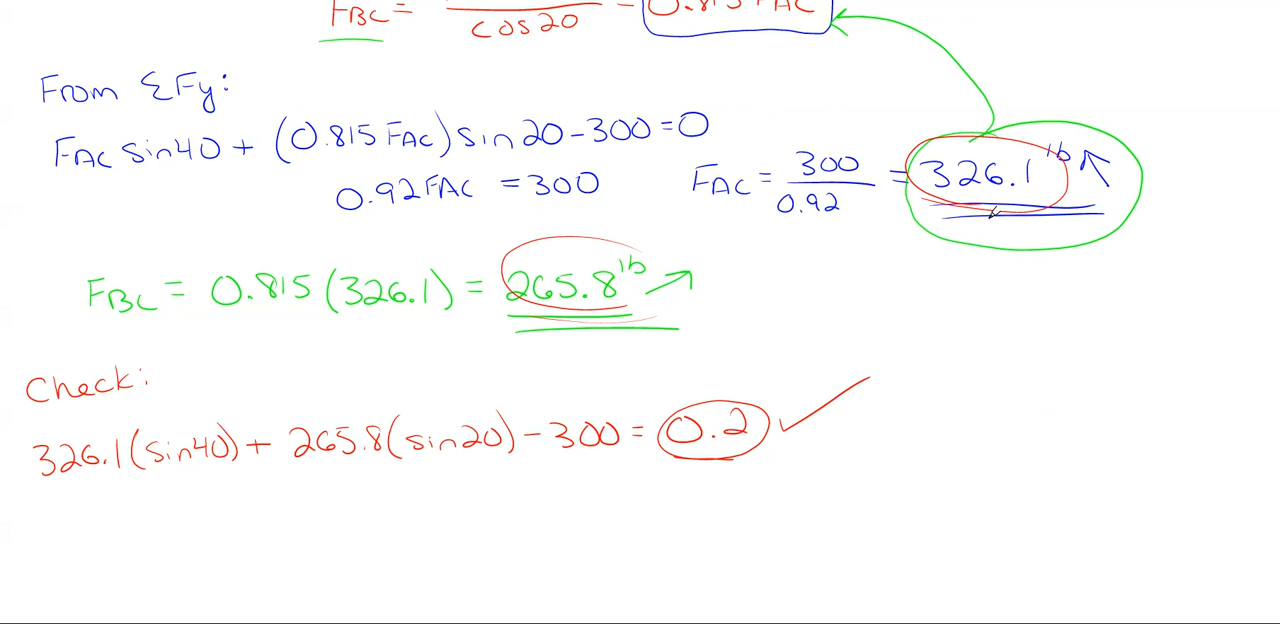 FBC = cos20 = 0.815 FAC
From ΣFy:
FAC sin40 + (0.815 FAC) sin20 - 300 = 0
0.92 FAC = 300
FAC = 300/0.92 = 326.1 lb ↖
FBC = 0.815 (326.1) = 265.8 lb ↗
Check:
326.1 (sin40) + 265.8 (sin20) - 300 = 0.2 ✓